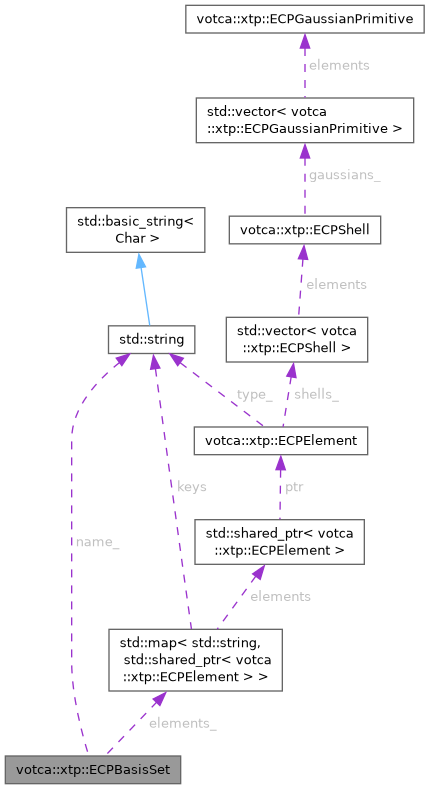 votca::xtp::ECPGaussianPrimitive
elements
std::vector< votca
::xtp::ECPGaussianPrimitive >
gaussians_
std::basic_string<
Char >
votca::xtp::ECPShell
elements
std::string
std::vector< votca
::xtp::ECPShell >
type_
shells_
votca::xtp::ECPElement
keys
ptr
name_
std::shared_ptr< votca
::xtp::ECPElement >
elements
std::map< std::string,
std::shared_ptr< votca
::xtp::ECPElement > >
elements_
votca::xtp::ECPBasisSet